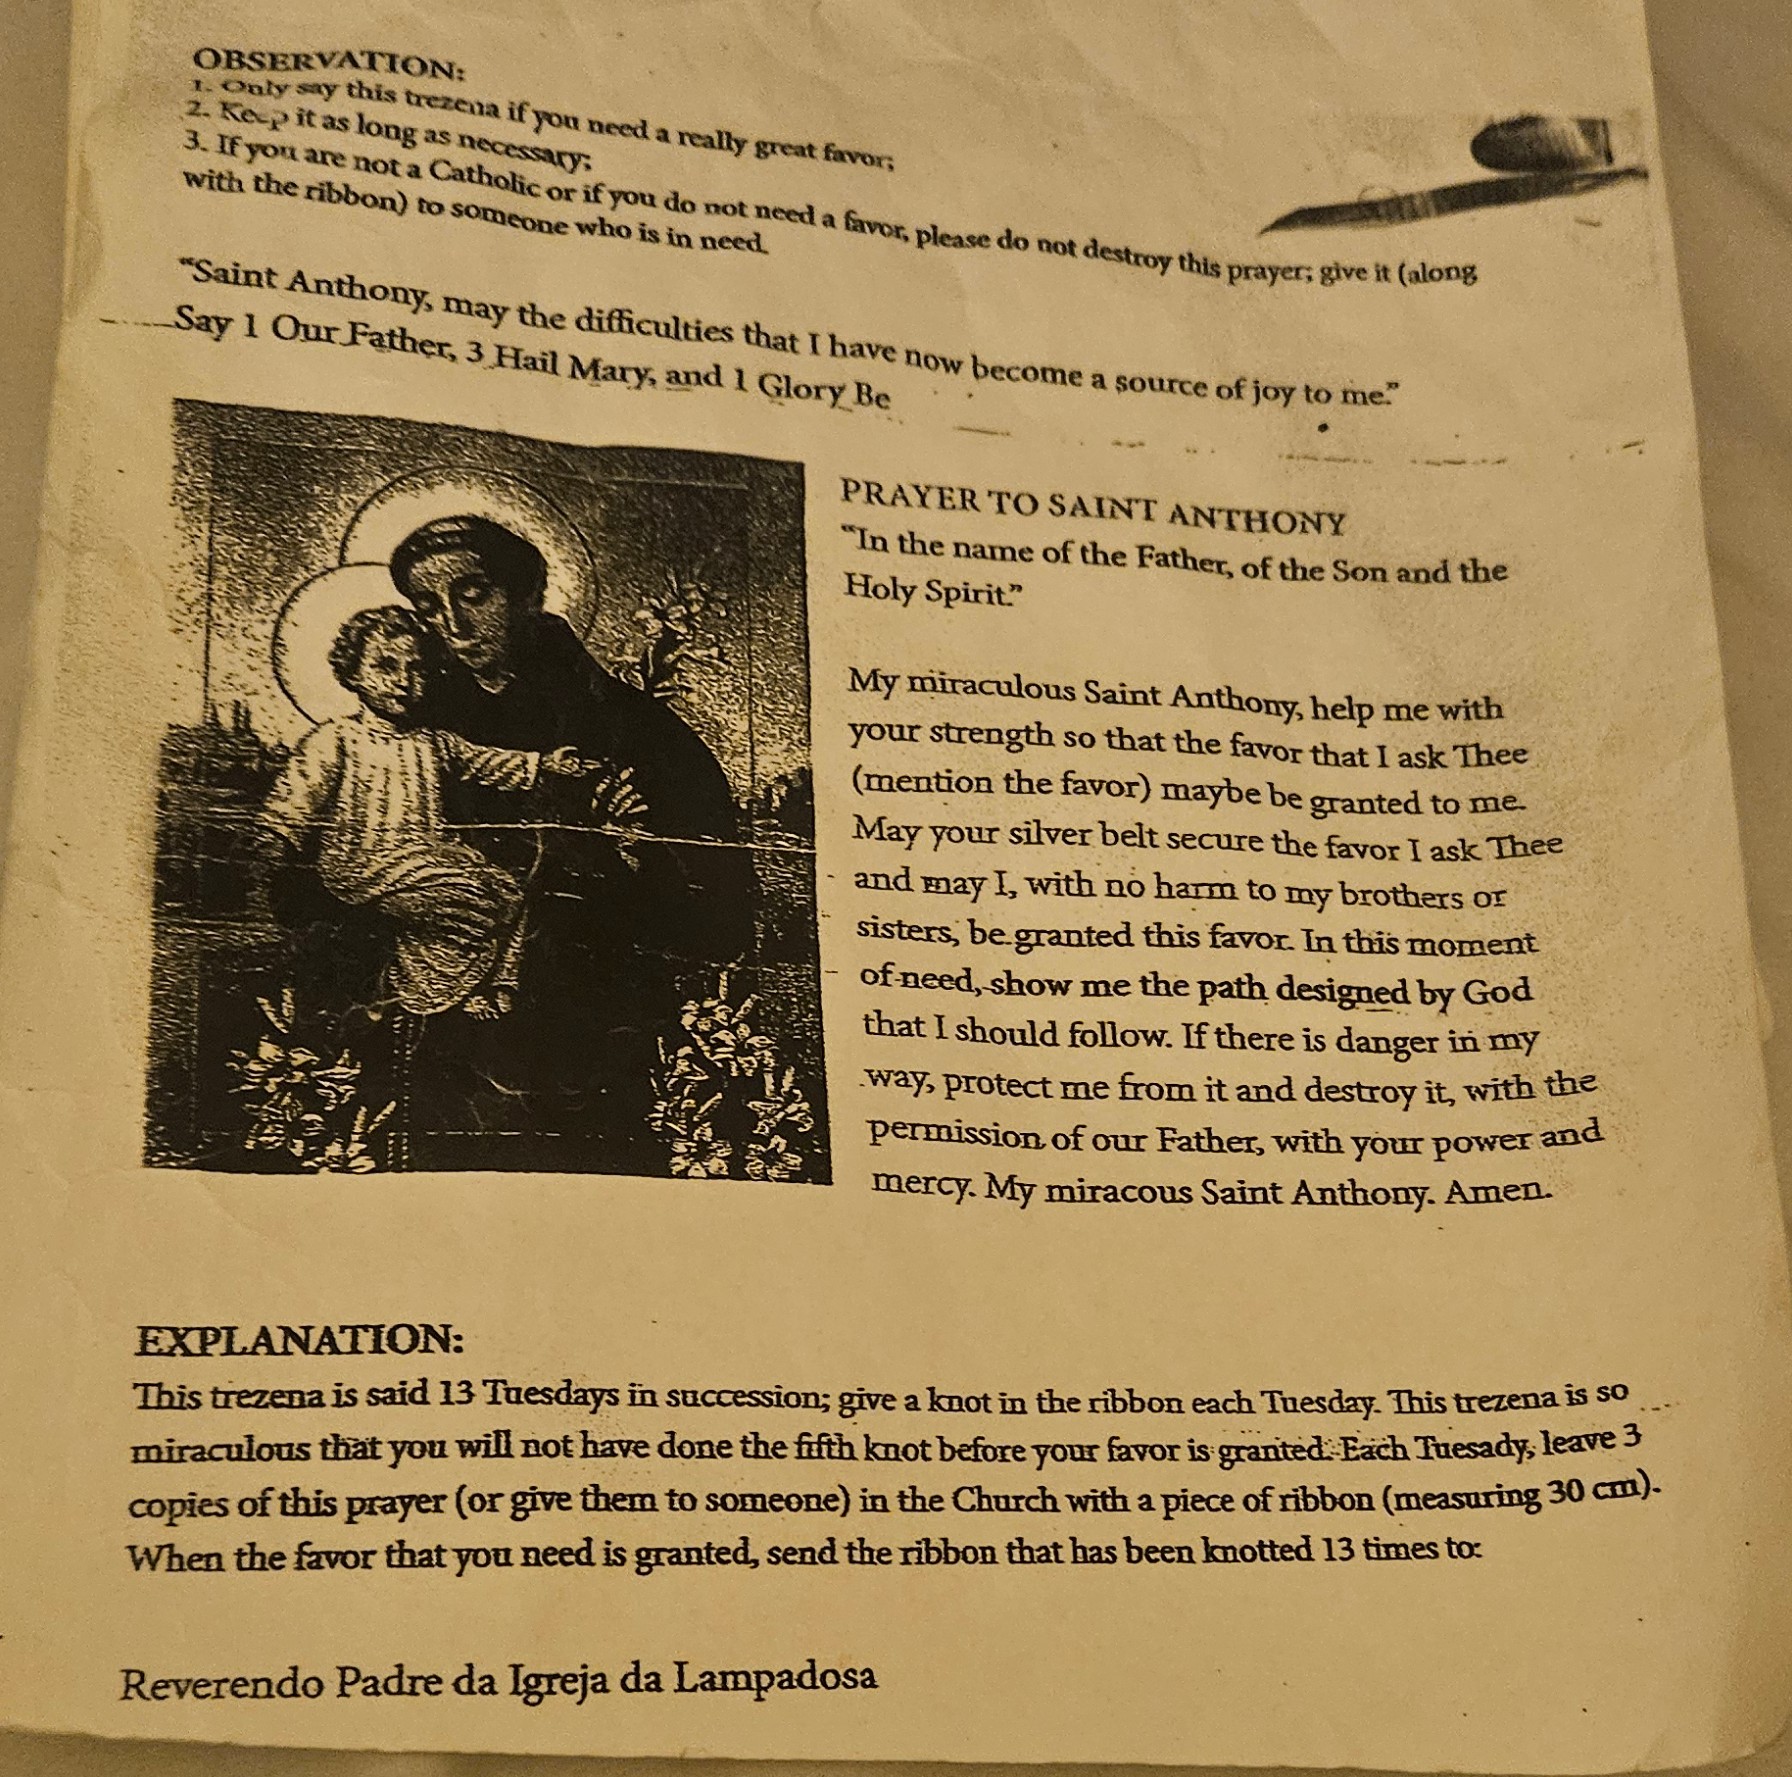 OBSERVATION:
1. Only say this trezena if you need a really great favor;
2. Keep it as long as necessary;
3. If you are not a Catholic or if you do not need a favor, please do not destroy this prayer; give it (along
with the ribbon) to someone who is in need.
“Saint Anthony, may the difficulties that I have now become a source of joy to me.”
Say 1 Our Father, 3 Hail Mary, and 1 Glory Be
PRAYER TO SAINT ANTHONY
“In the name of the Father, of the Son and the
Holy Spirit.”
My miraculous Saint Anthony, help me with
your strength so that the favor that I ask Thee
(mention the favor) maybe be granted to me.
May your silver belt secure the favor I ask Thee
and may I, with no harm to my brothers or
sisters, be granted this favor. In this moment
of need, show me the path designed by God
that I should follow. If there is danger in my
way, protect me from it and destroy it, with the
permission of our Father, with your power and
mercy. My miracous Saint Anthony. Amen.
EXPLANATION:
This trezena is said 13 Tuesdays in succession; give a knot in the ribbon each Tuesday. This trezena is so
miraculous that you will not have done the fifth knot before your favor is granted. Each Tuesady, leave 3
copies of this prayer (or give them to someone) in the Church with a piece of ribbon (measuring 30 cm).
When the favor that you need is granted, send the ribbon that has been knotted 13 times to:
Reverendo Padre da Igreja da Lampadosa